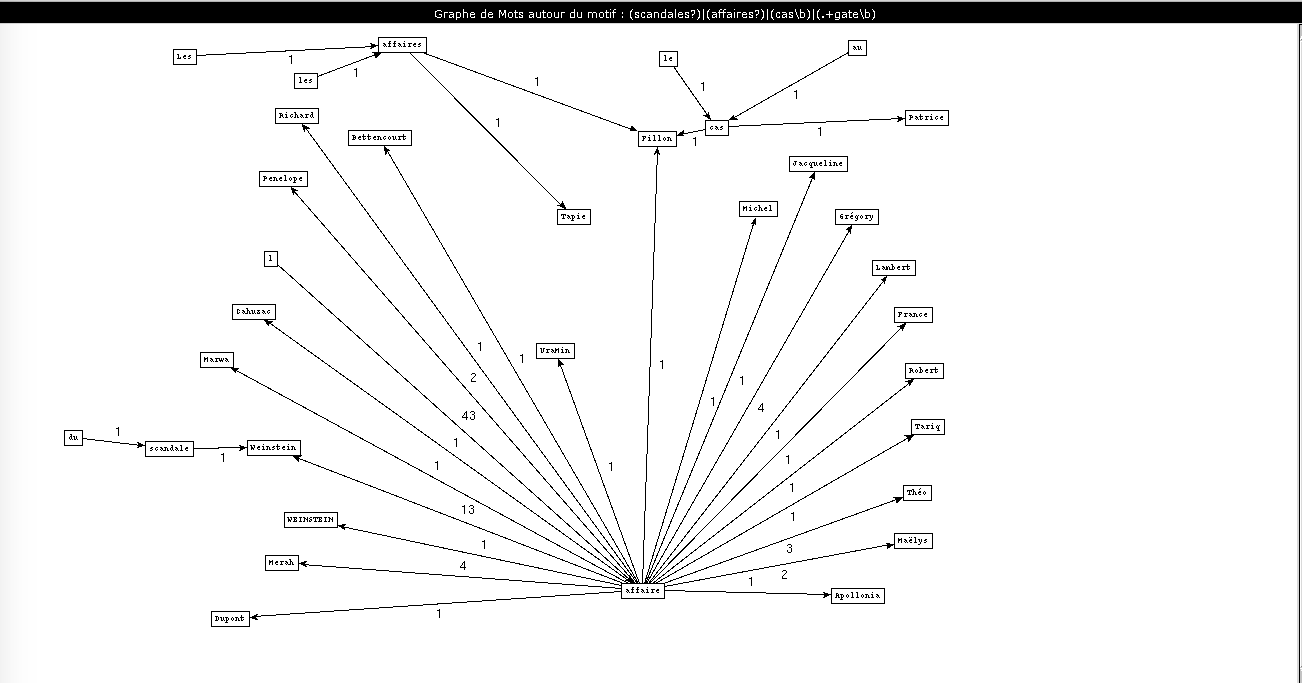 Graphe de Mots autour du motif : (scandales?)|(affaires?)|(cas\b)|(.+gate\b)
affaires
au
Les
1
le
les
1
1
1
1
Richard
1
Patrice
cas
1
Bettencourt
Fillon
1
Jacqueline
Penelope
Michel
Tapie
Grégory
l
Lambert
Cahuzac
France
1
UraMin
Marwa
1
1
Robert
2
1
1
4
43
Tariq
1
1
du
1
scandale
Weinstein
1
1
1
1
1
Théo
13
1
WEINSTEIN
Maëlys
1
3
Merah
4
2
1
affaire
Apollonia
1
Dupont